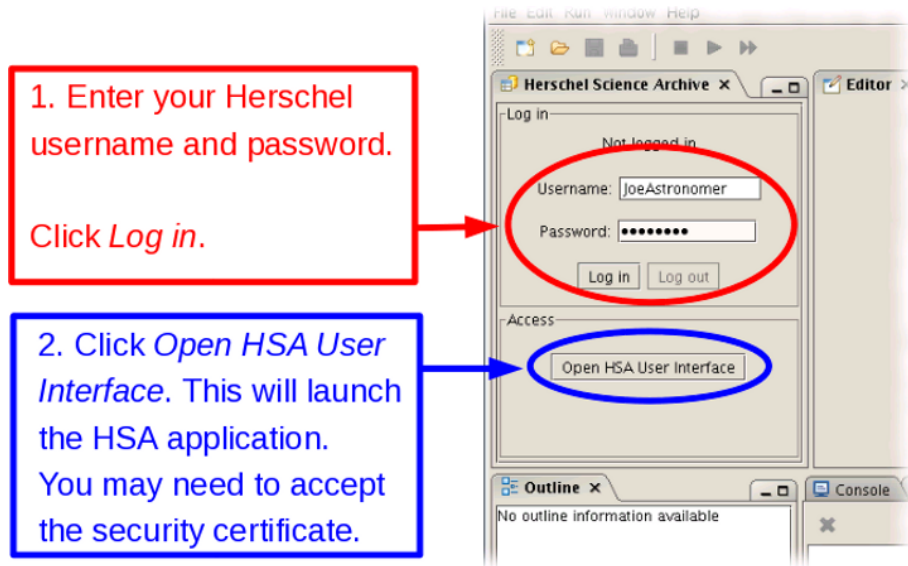 File Edit Run Window Help
Herschel Science Archive
Editor
1. Enter your Herschel
username and password.
Click Log in.
Log in
Not logged in
Username: JoeAstronomer
Password: ••••••••
Log in Log out
2. Click Open HSA User
Interface. This will launch
the HSA application.
You may need to accept
the security certificate.
Access
Open HSA User Interface
Outline
Console
No outline information available